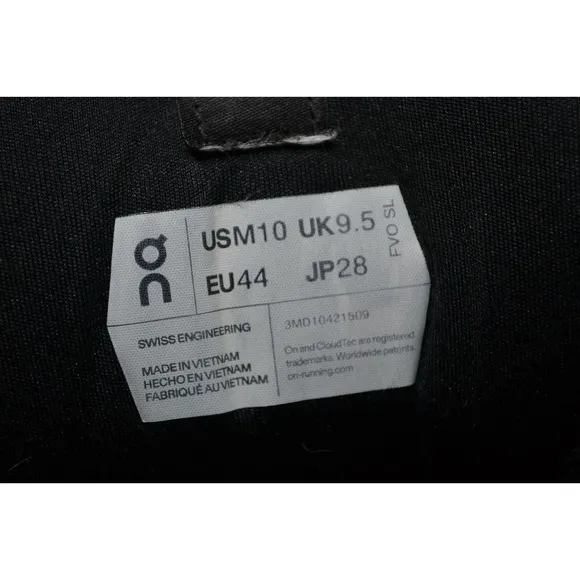 on
USM10 UK9.5
EU44 JP28
FVO SL
SWISS ENGINEERING
MADE IN VIETNAM
HECHO EN VIETNAM
FABRIQUÉ AU VIETNAM
3MD10421509
On and CloudTec are registered
trademarks. Worldwide patents.
on-running.com